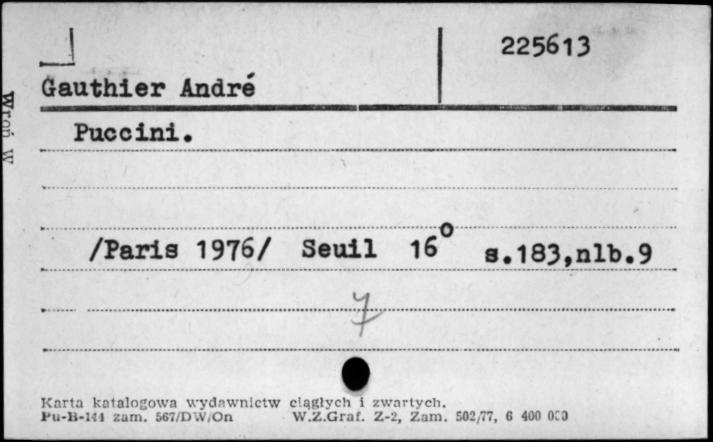 225613
Gauthier André
Puccini.
/Paris 1976/ Seuil 16° s.183,nlb.9
7
Karta katalogowa wydawnictw ciągłych i zwartych.
Pu-B-144 zam. 567/DW/On W.Z.Graf. Z-2, Zam. 502/77, 6 400 000